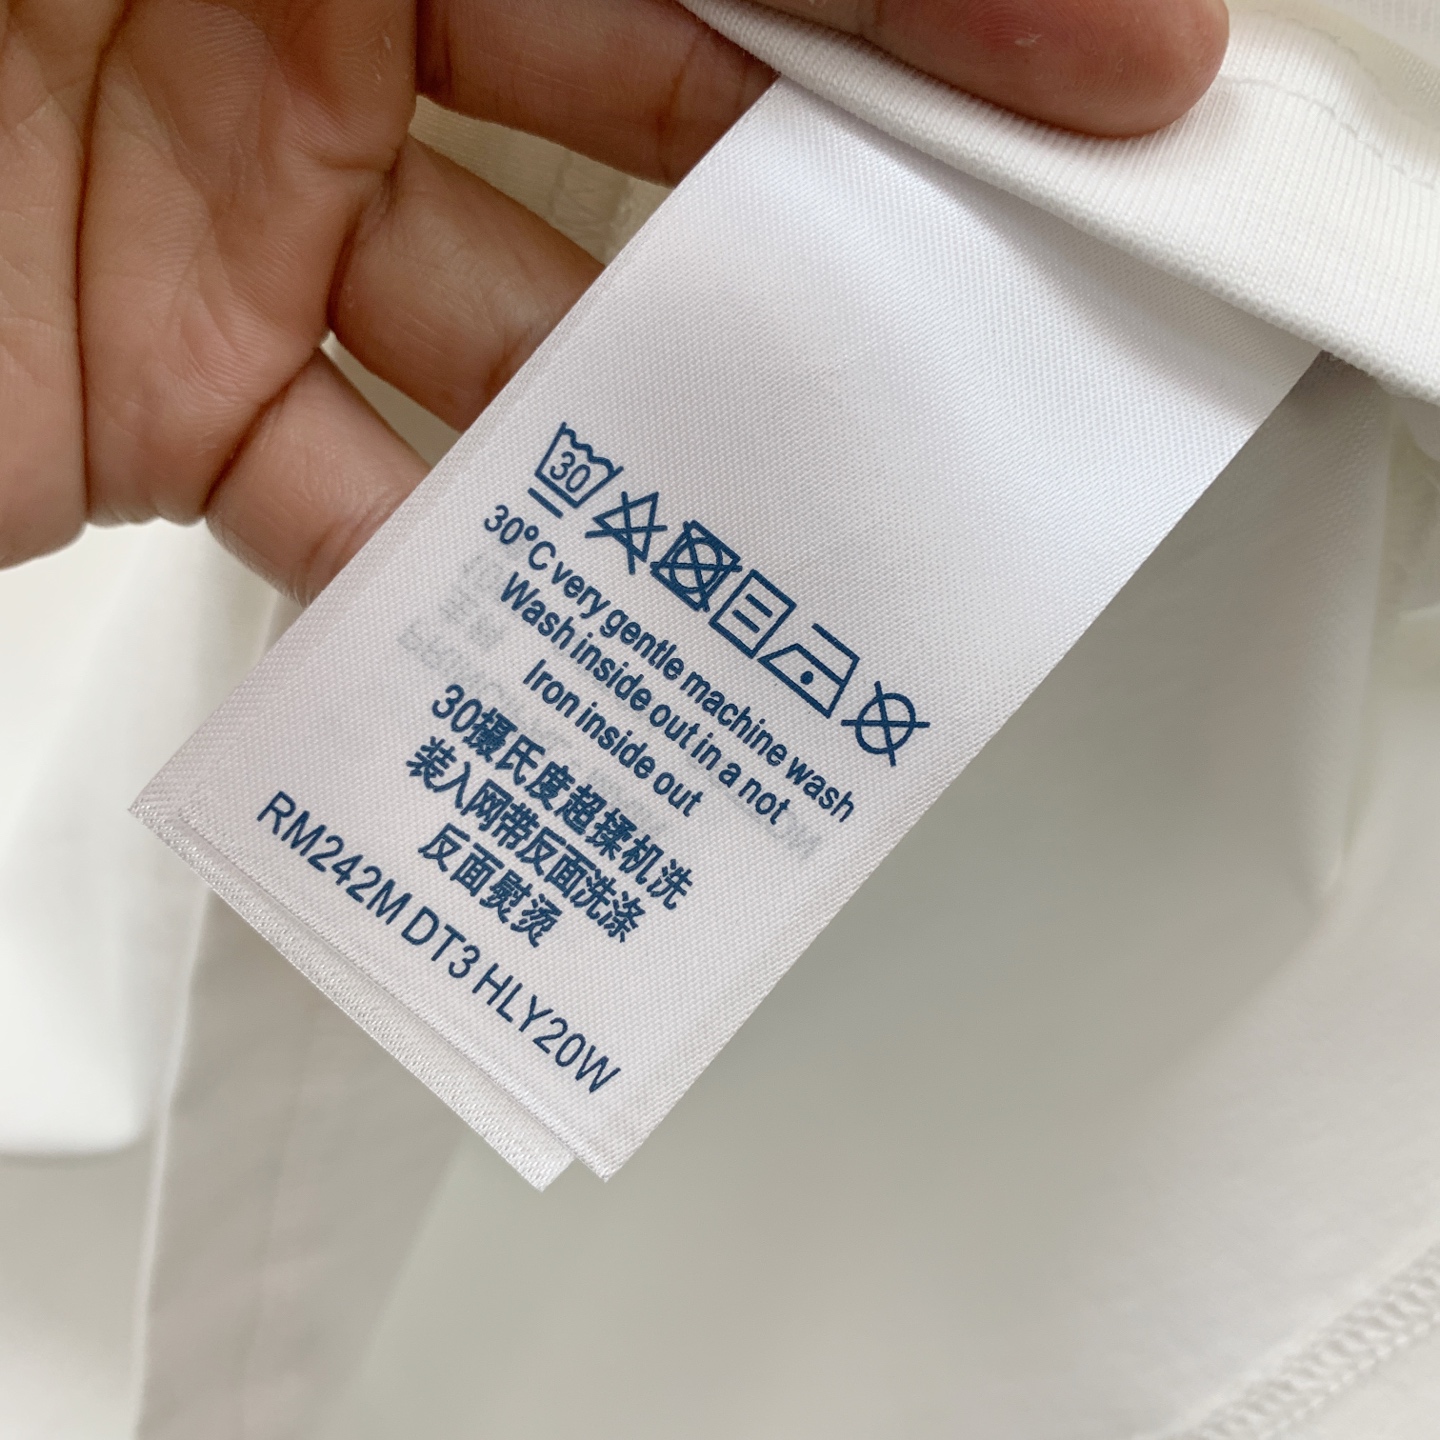 30
30°C very gentle machine wash
Wash inside out in a not
Iron inside out
30摄氏度超揉机洗
装入网带反面洗涤
反面熨烫
RM242M DT3 HLY20W